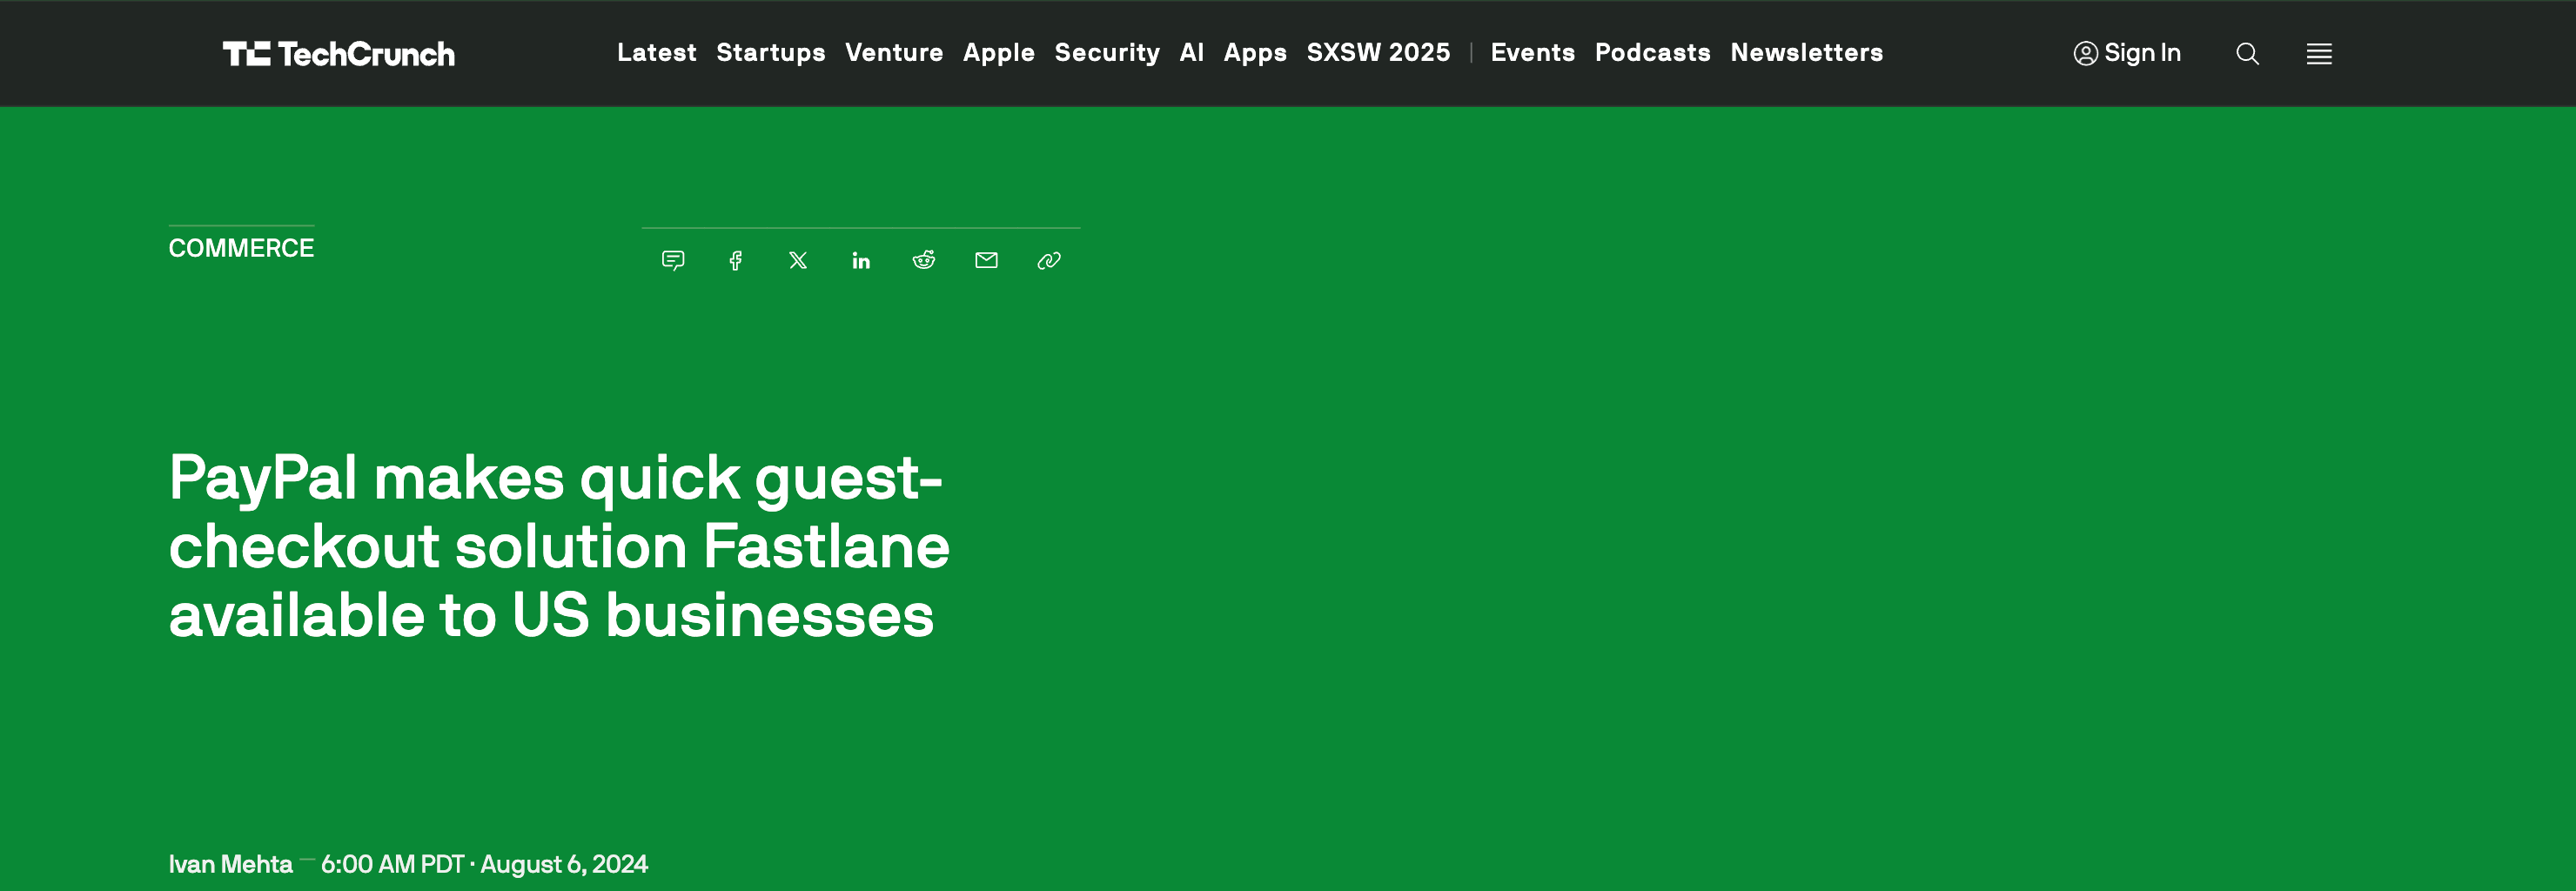 TechCrunch
Latest Startups Venture Apple Security AI Apps SXSW 2025 | Events Podcasts Newsletters
Sign In
COMMERCE
PayPal makes quick guest-
checkout solution Fastlane
available to US businesses
Ivan Mehta — 6:00 AM PDT · August 6, 2024